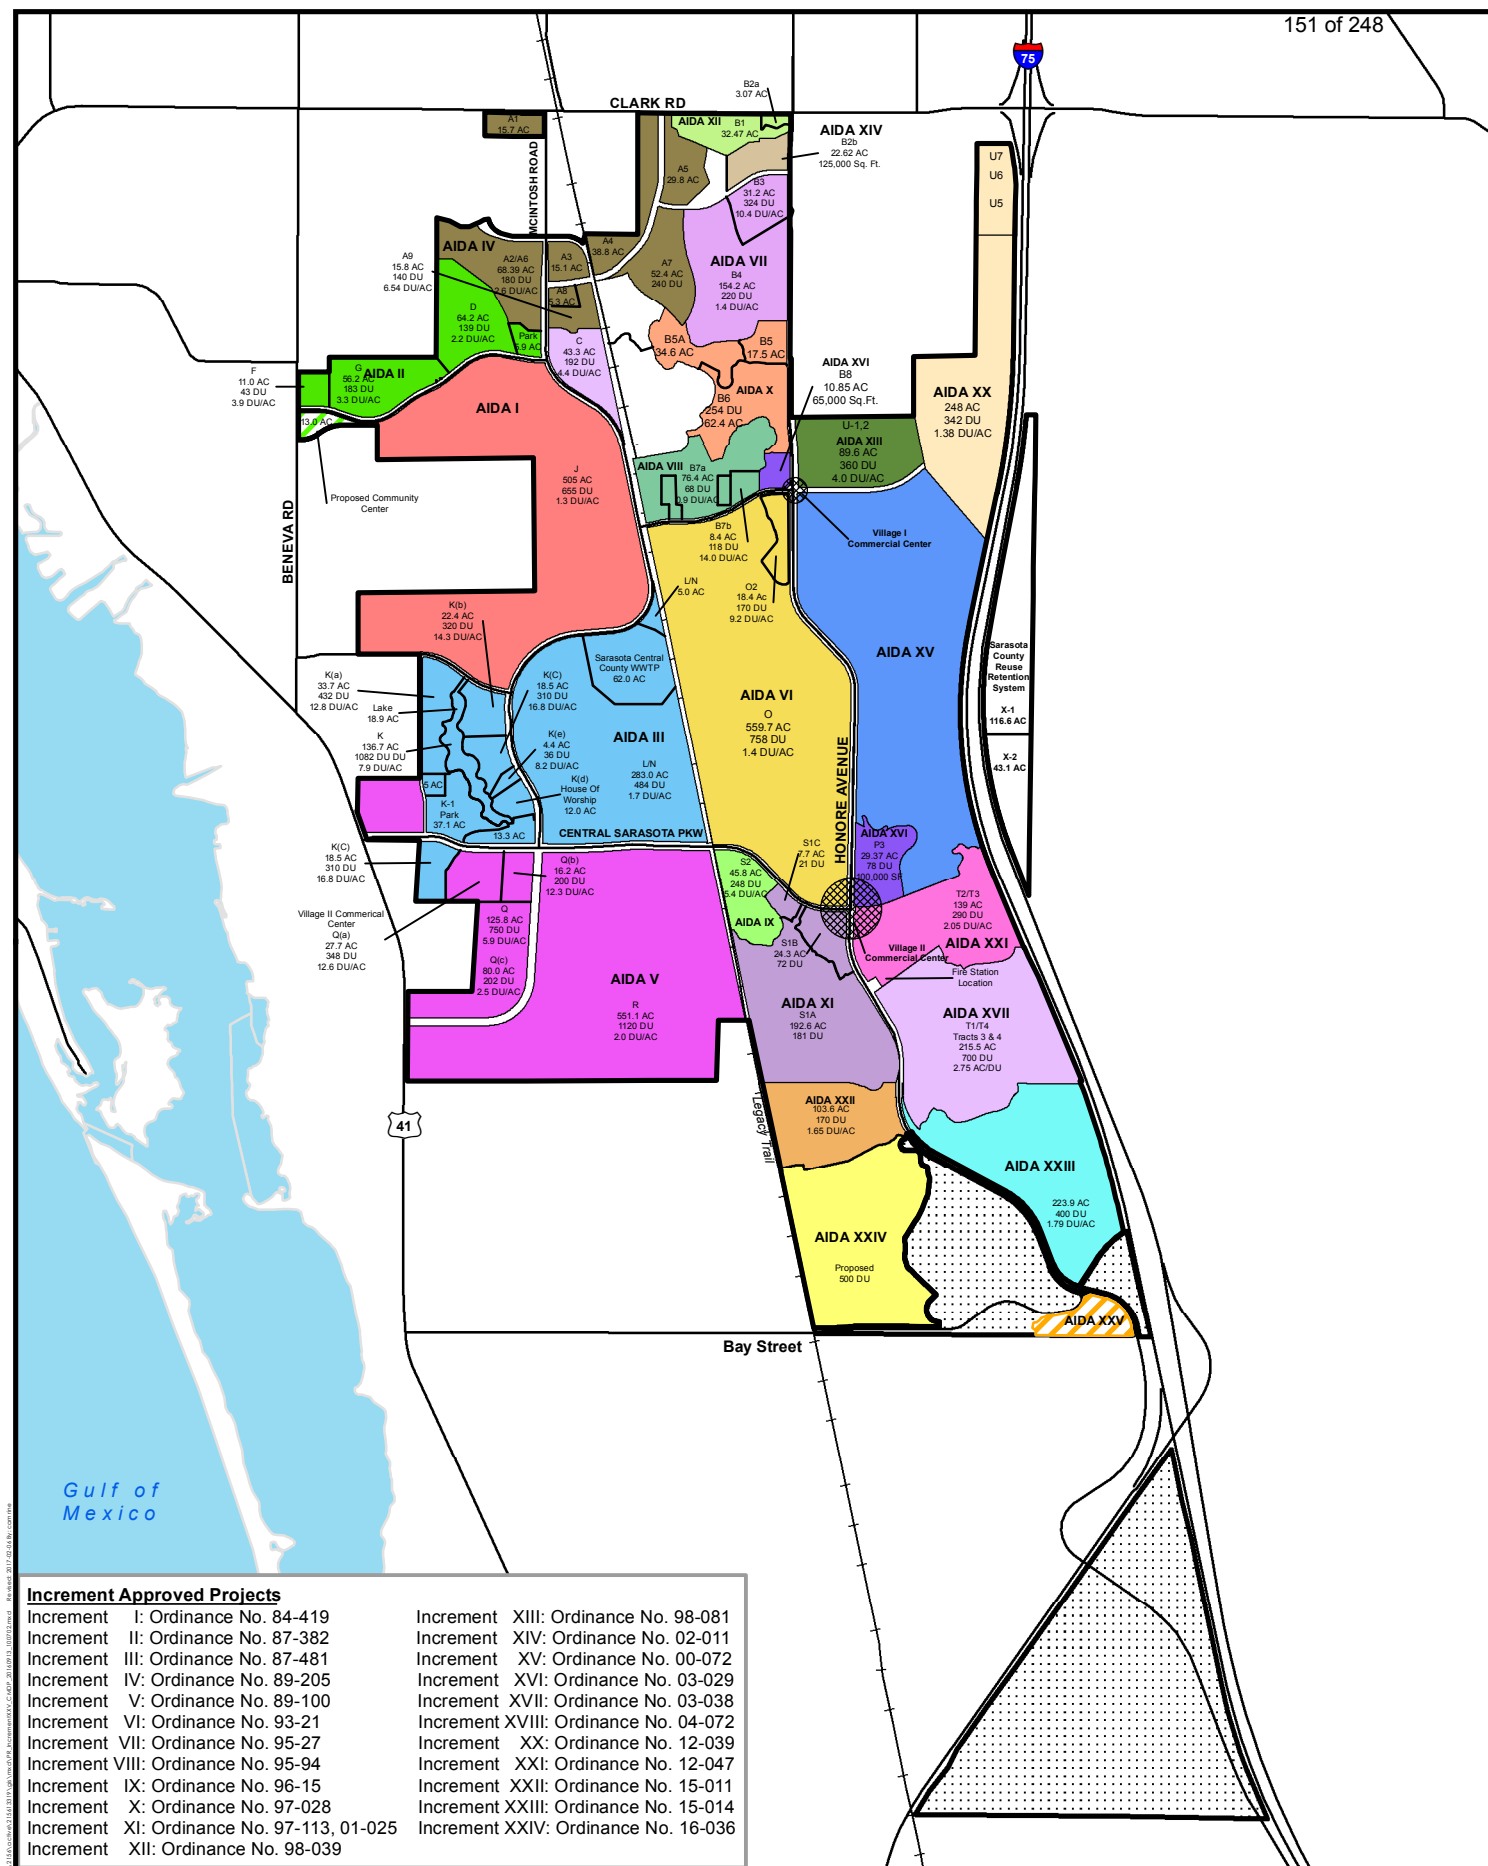 151 of 248
75
CLARK RD
B2a
3.07 AC
A1
15.7 AC
AIDA XII
B1
32.47 AC
AIDA XIV
B2b
22.62 AC
125,000 Sq. Ft.
MCINTOSH ROAD
A5
29.8 AC
B3
31.2 AC
324 DU
10.4 DU/AC
U7
U6
U5
AIDA IV
A2/A6
68.39 AC
180 DU
2.6 DU/AC
A3
15.1 AC
A4
38.8 AC
A9
15.8 AC
140 DU
6.54 DU/AC
A8
5.3 AC
A7
52.4 AC
240 DU
AIDA VII
B4
154.2 AC
220 DU
1.4 DU/AC
D
64.2 AC
139 DU
2.2 DU/AC
Park
5.9 AC
C
43.3 AC
192 DU
4.4 DU/AC
B5A
34.6 AC
B5
17.5 AC
F
11.0 AC
43 DU
3.9 DU/AC
G
56.2 AC
183 DU
3.3 DU/AC
AIDA II
13.0 AC
AIDA I
AIDA X
B6
254 DU
62.4 AC
AIDA XVI
B8
10.85 AC
65,000 Sq.Ft.
AIDA XX
248 AC
342 DU
1.38 DU/AC
U-1,2
AIDA XIII
89.6 AC
360 DU
4.0 DU/AC
Proposed Community
Center
BENEVA RD
J
505 AC
655 DU
1.3 DU/AC
AIDA VIII
B7a
76.4 AC
68 DU
0.9 DU/AC
B7b
8.4 AC
118 DU
14.0 DU/AC
Village I
Commercial Center
L/N
5.0 AC
O2
18.4 Ac
170 DU
9.2 DU/AC
K(b)
22.4 AC
320 DU
14.3 DU/AC
Sarasota Central
County WWTP
62.0 AC
AIDA XV
Sarasota
County
Reuse
Retention
System
X-1
116.6 AC
X-2
43.1 AC
K(a)
33.7 AC
432 DU
12.8 DU/AC
Lake
18.9 AC
K
136.7 AC
1082 DU DU
7.9 DU/AC
K(C)
18.5 AC
310 DU
16.8 DU/AC
K(e)
4.4 AC
36 DU
8.2 DU/AC
K(d)
House Of
Worship
12.0 AC
AIDA III
L/N
283.0 AC
484 DU
1.7 DU/AC
AIDA VI
O
559.7 AC
758 DU
1.4 DU/AC
HONORE AVENUE
5 AC
K-1
Park
37.1 AC
13.3 AC
CENTRAL SARASOTA PKW
K(C)
18.5 AC
310 DU
16.8 DU/AC
AIDA XVI
P3
29.37 AC
78 DU
100,000 SF
S1C
7.7 AC
21 DU
S2
45.8 AC
248 DU
5.4 DU/AC
AIDA IX
Q(b)
16.2 AC
200 DU
12.3 DU/AC
Village II Commerical
Center
Q(a)
27.7 AC
348 DU
12.6 DU/AC
Q
125.8 AC
750 DU
5.9 DU/AC
Q(c)
80.0 AC
202 DU
2.5 DU/AC
T2/T3
139 AC
290 DU
2.05 DU/AC
AIDA XXI
S1B
24.3 AC
72 DU
Village II
Commercial Center
Fire Station
Location
AIDA V
R
551.1 AC
1120 DU
2.0 DU/AC
AIDA XI
S1A
192.6 AC
181 DU
AIDA XVII
T1/T4
Tracts 3 & 4
215.5 AC
700 DU
2.75 AC/DU
AIDA XXII
103.6 AC
170 DU
1.65 DU/AC
41
Legacy Trail
AIDA XXIII
223.9 AC
400 DU
1.79 DU/AC
AIDA XXIV
Proposed
500 DU
AIDA XXV
Bay Street
Gulf of
Mexico
Increment Approved Projects
Increment I: Ordinance No. 84-419
Increment II: Ordinance No. 87-382
Increment III: Ordinance No. 87-481
Increment IV: Ordinance No. 89-205
Increment V: Ordinance No. 89-100
Increment VI: Ordinance No. 93-21
Increment VII: Ordinance No. 95-27
Increment VIII: Ordinance No. 95-94
Increment IX: Ordinance No. 96-15
Increment X: Ordinance No. 97-028
Increment XI: Ordinance No. 97-113, 01-025
Increment XII: Ordinance No. 98-039
Increment XIII: Ordinance No. 98-081
Increment XIV: Ordinance No. 02-011
Increment XV: Ordinance No. 00-072
Increment XVI: Ordinance No. 03-029
Increment XVII: Ordinance No. 03-038
Increment XVIII: Ordinance No. 04-072
Increment XX: Ordinance No. 12-039
Increment XXI: Ordinance No. 12-047
Increment XXII: Ordinance No. 15-011
Increment XXIII: Ordinance No. 15-014
Increment XXIV: Ordinance No. 16-036